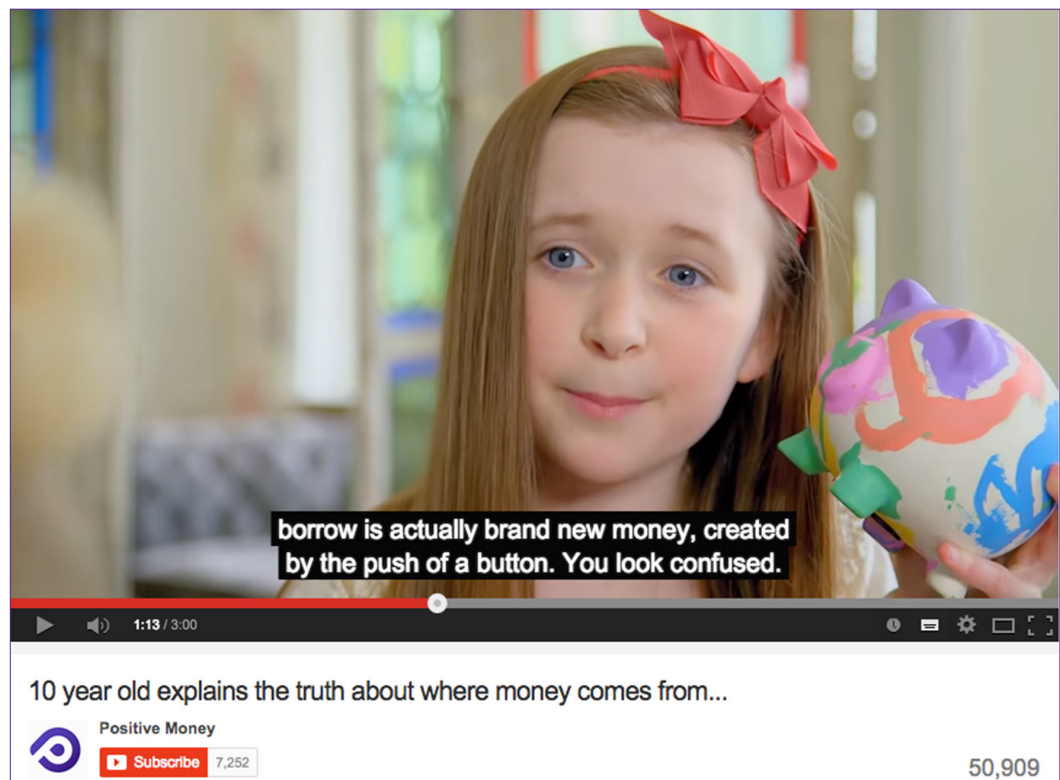 borrow is actually brand new money, created
by the push of a button. You look confused.
1:13 / 3:00
10 year old explains the truth about where money comes from...
Positive Money
Subscribe 7,252
50,909